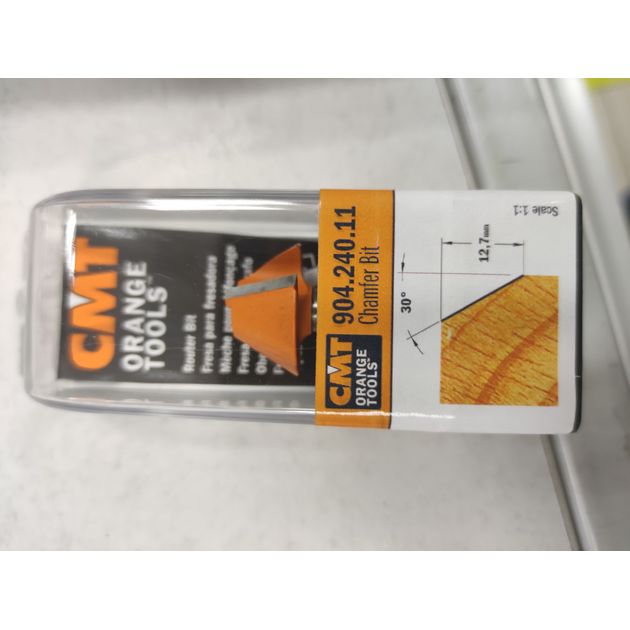 CMT
ORANGE
TOOLS
Router Bit
Fresa para fresadora
CMT
ORANGE
TOOLS
904.240.11
Chamfer Bit
30°
12,7mm
Scale 1:1